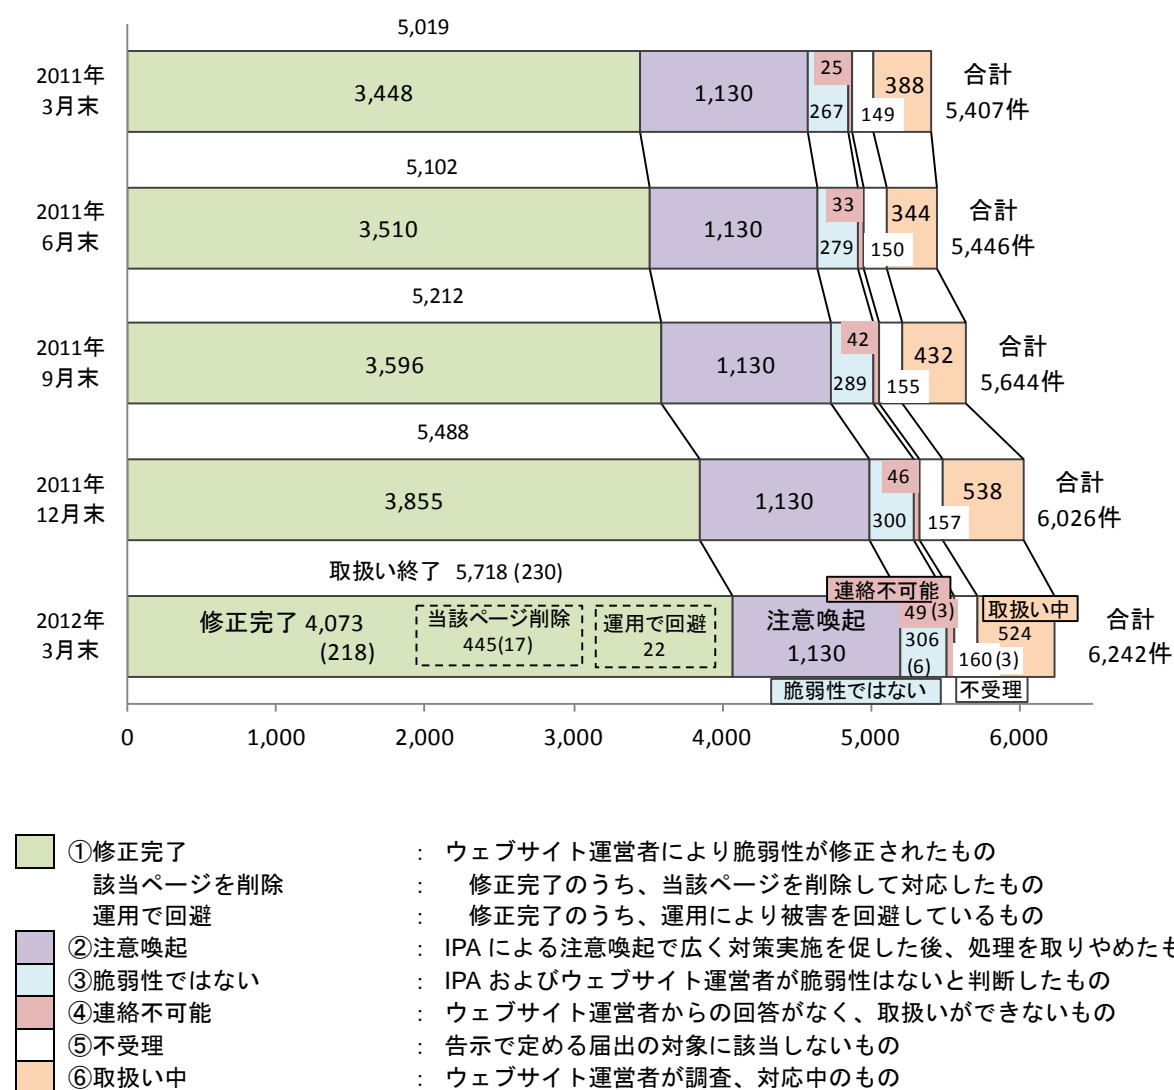 5,019
2011年
3月末
3,448
1,130
267
25
149
388
合計
5,407件
5,102
2011年
6月末
3,510
1,130
279
33
150
344
合計
5,446件
5,212
2011年
9月末
3,596
1,130
289
42
155
432
合計
5,644件
5,488
2011年
12月末
3,855
1,130
300
46
157
538
合計
6,026件
取扱い終了 5,718 (230)
2012年
3月末
修正完了 4,073
(218)
当該ページ削除
445(17)
運用で回避
22
注意喚起
1,130
連絡不可能
49 (3)
306
(6)
脆弱性ではない
160 (3)
不受理
取扱い中
524
合計
6,242件
0 1,000 2,000 3,000 4,000 5,000 6,000
①修正完了 : ウェブサイト運営者により脆弱性が修正されたもの
該当ページを削除 : 修正完了のうち、当該ページを削除して対応したもの
運用で回避 : 修正完了のうち、運用により被害を回避しているもの
②注意喚起 : IPA による注意喚起で広く対策実施を促した後、処理を取りやめたも
③脆弱性ではない : IPA およびウェブサイト運営者が脆弱性はないと判断したもの
④連絡不可能 : ウェブサイト運営者からの回答がなく、取扱いができないもの
⑤不受理 : 告示で定める届出の対象に該当しないもの
⑥取扱い中 : ウェブサイト運営者が調査、対応中のもの